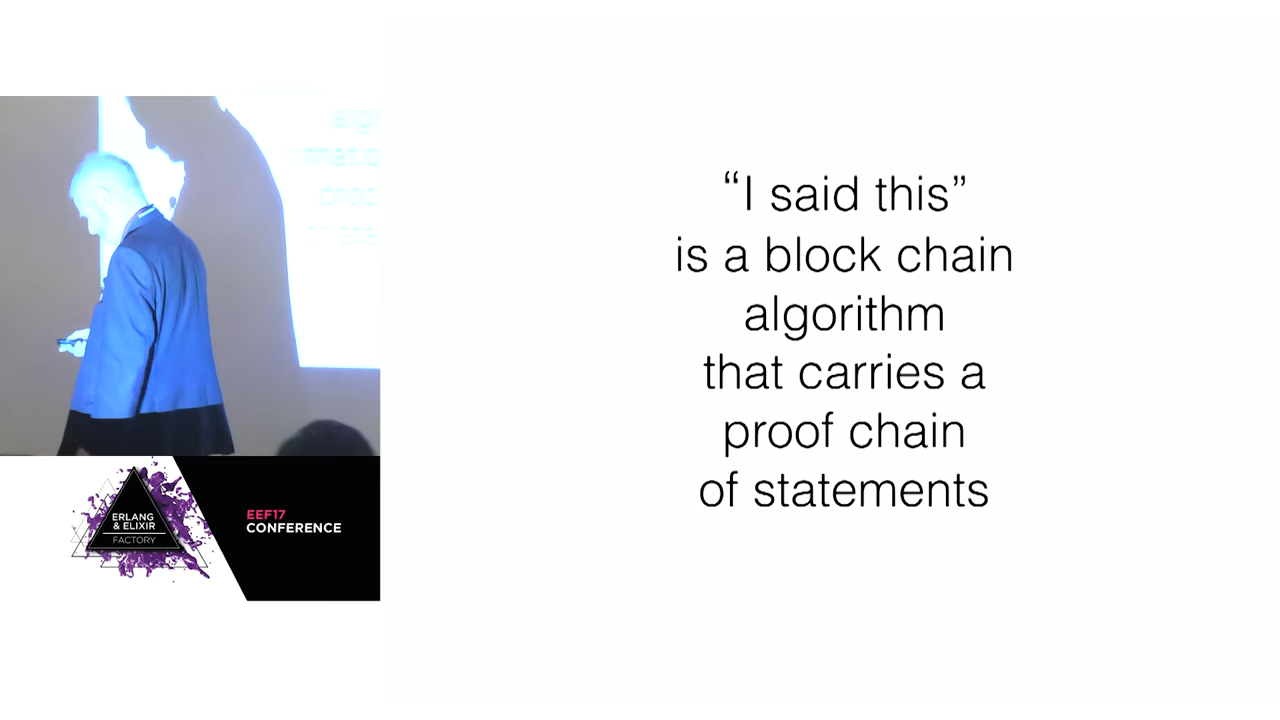 “I said this”
is a block chain
algorithm
that carries a
proof chain
of statements
ERLANG
& ELIXIR
FACTORY
EEF17
CONFERENCE